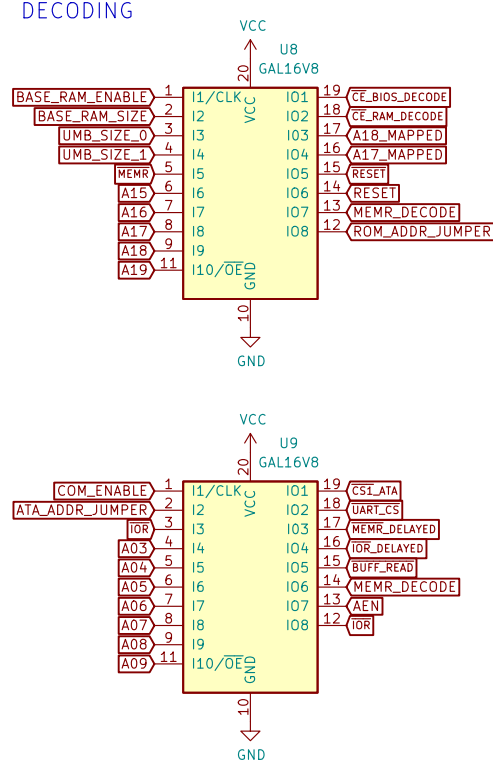 DECODING
VCC
U8
GAL16V8
20
VCC
BASE_RAM_ENABLE 1 I1/CLK IO1 19 CE_BIOS_DECODE
BASE_RAM_SIZE 2 I2 IO2 18 CE_RAM_DECODE
UMB_SIZE_0 3 I3 IO3 17 A18_MAPPED
UMB_SIZE_1 4 I4 IO4 16 A17_MAPPED
MEMR 5 I5 IO5 15 RESET
A15 6 I6 IO6 14 RESET
A16 7 I7 IO7 13 MEMR_DECODE
A17 8 I8 IO8 12 ROM_ADDR_JUMPER
A18 9 I9
A19 11 I10/OE
GND
10
GND
VCC
U9
GAL16V8
20
VCC
COM_ENABLE 1 I1/CLK IO1 19 CS1_ATA
ATA_ADDR_JUMPER 2 I2 IO2 18 UART_CS
IOR 3 I3 IO3 17 MEMR_DELAYED
A03 4 I4 IO4 16 IOR_DELAYED
A04 5 I5 IO5 15 BUFF_READ
A05 6 I6 IO6 14 MEMR_DECODE
A06 7 I7 IO7 13 AEN
A07 8 I8 IO8 12 IOR
A08 9 I9
A09 11 I10/OE
GND
10
GND